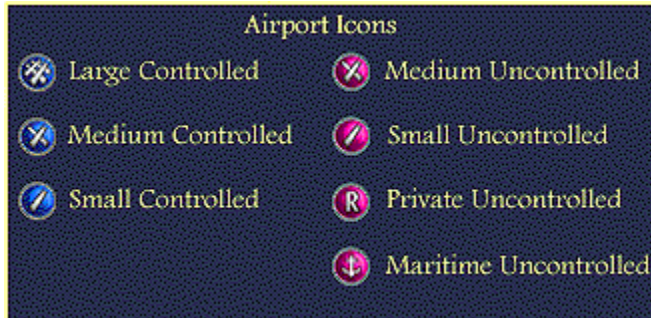 Airport Icons
Large Controlled
Medium Uncontrolled
Medium Controlled
Small Uncontrolled
Small Controlled
R Private Uncontrolled
Maritime Uncontrolled